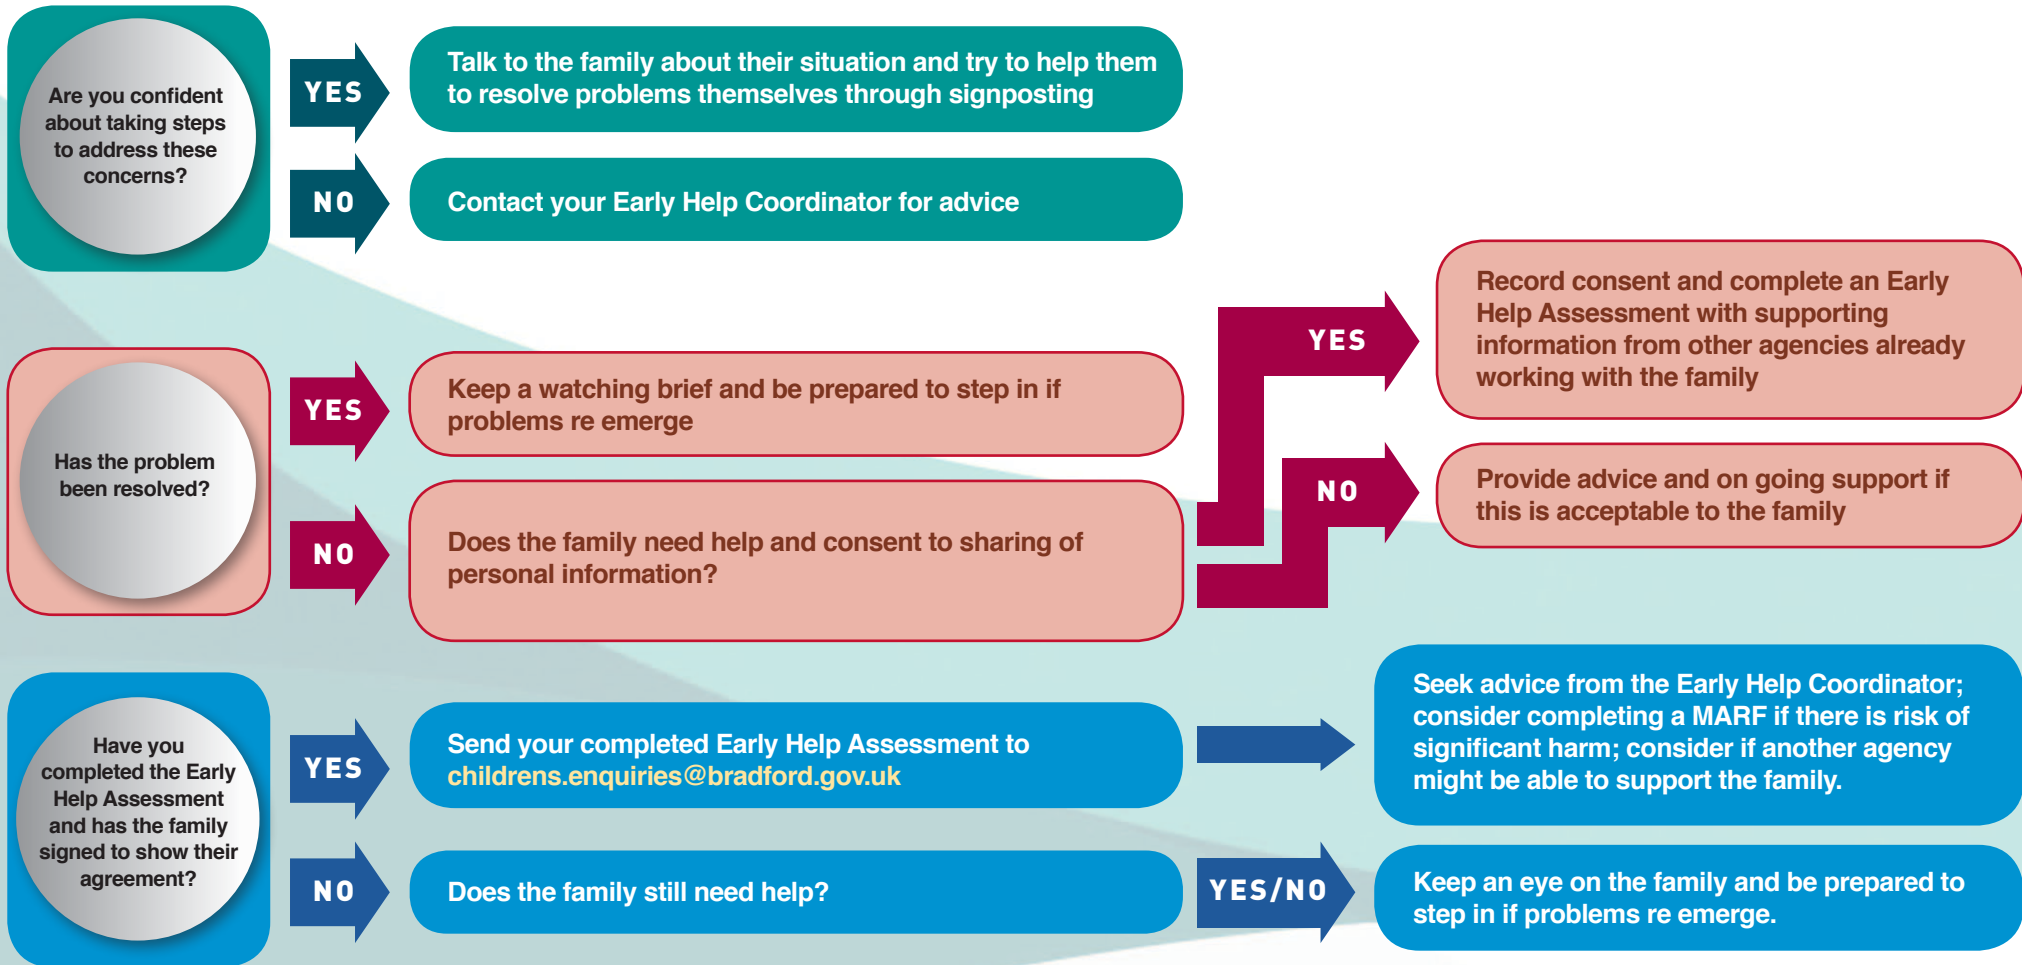 Are you confident
about taking steps
to address these
concerns?
YES
Talk to the family about their situation and try to help them
to resolve problems themselves through signposting
NO
Contact your Early Help Coordinator for advice
Has the problem
been resolved?
YES
Keep a watching brief and be prepared to step in if
problems re emerge
NO
Does the family need help and consent to sharing of
personal information?
YES
Record consent and complete an Early
Help Assessment with supporting
information from other agencies already
working with the family
NO
Provide advice and on going support if
this is acceptable to the family
Have you
completed the Early
Help Assessment
and has the family
signed to show their
agreement?
YES
Send your completed Early Help Assessment to
childrens.enquiries@bradford.gov.uk
Seek advice from the Early Help Coordinator;
consider completing a MARF if there is risk of
significant harm; consider if another agency
might be able to support the family.
NO
Does the family still need help?
YES/NO
Keep an eye on the family and be prepared to
step in if problems re emerge.